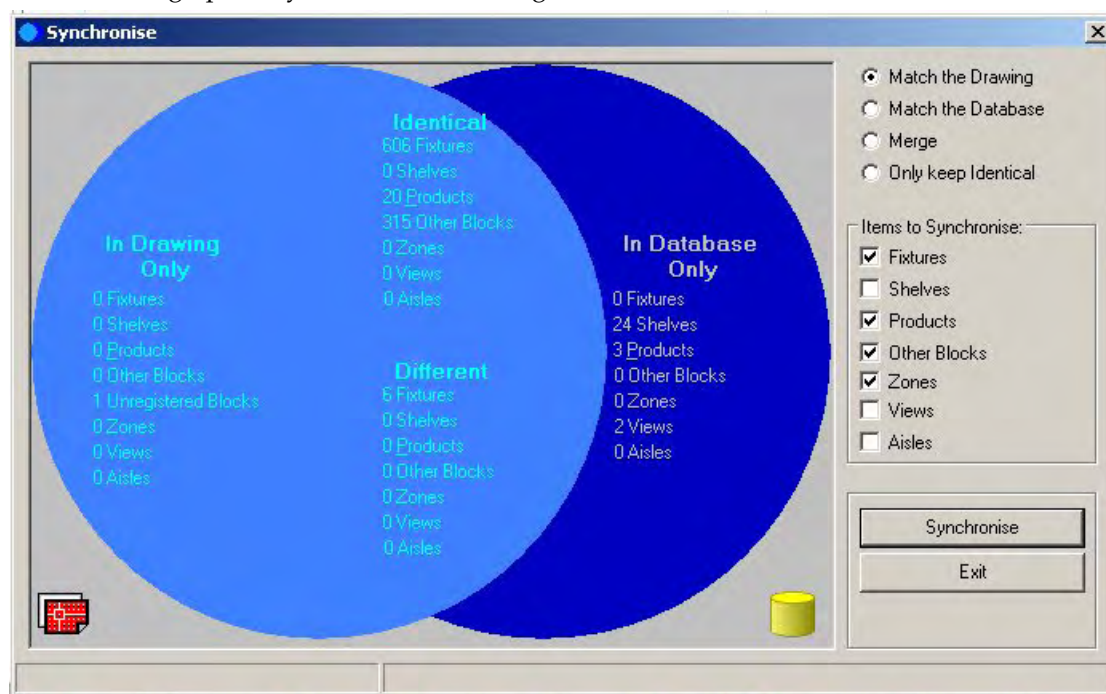 Synchronise
Identical
606 Fixtures
0 Shelves
20 Products
315 Other Blocks
0 Zones
0 Views
0 Aisles
In Drawing
Only
0 Fixtures
0 Shelves
0 Products
0 Other Blocks
1 Unregistered Blocks
0 Zones
0 Views
0 Aisles
Different
6 Fixtures
0 Shelves
0 Products
0 Other Blocks
0 Zones
0 Views
0 Aisles
In Database
Only
0 Fixtures
24 Shelves
3 Products
0 Other Blocks
0 Zones
2 Views
0 Aisles
Match the Drawing
Match the Database
Merge
Only keep Identical
Items to Synchronise:
Fixtures
Shelves
Products
Other Blocks
Zones
Views
Aisles
Synchronise
Exit